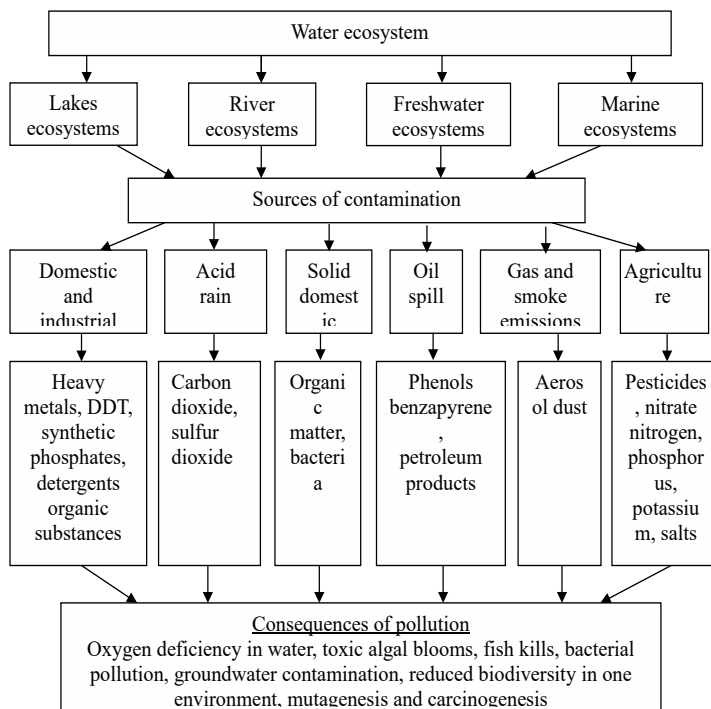 Water ecosystem
Lakes
ecosystems
River
ecosystems
Freshwater
ecosystems
Marine
ecosystems
Sources of contamination
Domestic
and
industrial
Acid
rain
Solid
domest
ic
Oil
spill
Gas and
smoke
emissions
Agricultu
re
Heavy
metals, DDT,
synthetic
phosphates,
detergents
organic
substances
Carbon
dioxide,
sulfur
dioxide
Organi
c
matter,
bacteri
a
Phenols
benzapyrene
,
petroleum
products
Aeros
ol dust
Pesticides
, nitrate
nitrogen,
phosphor
us,
potassiu
m, salts
Consequences of pollution
Oxygen deficiency in water, toxic algal blooms, fish kills, bacterial
pollution, groundwater contamination, reduced biodiversity in one
environment, mutagenesis and carcinogenesis